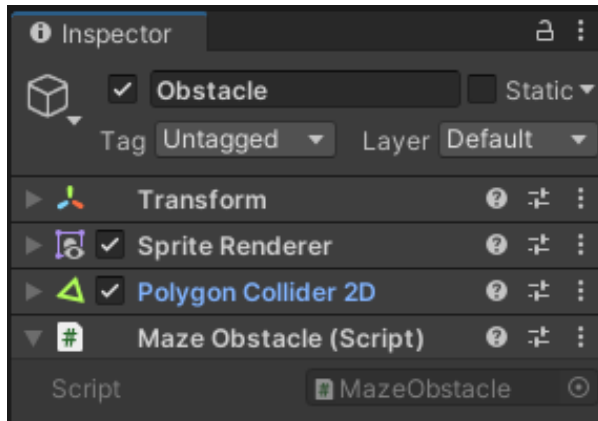 Inspector
Obstacle Static
Tag Untagged Layer Default
Transform
Sprite Renderer
Polygon Collider 2D
# Maze Obstacle (Script)
Script # MazeObstacle